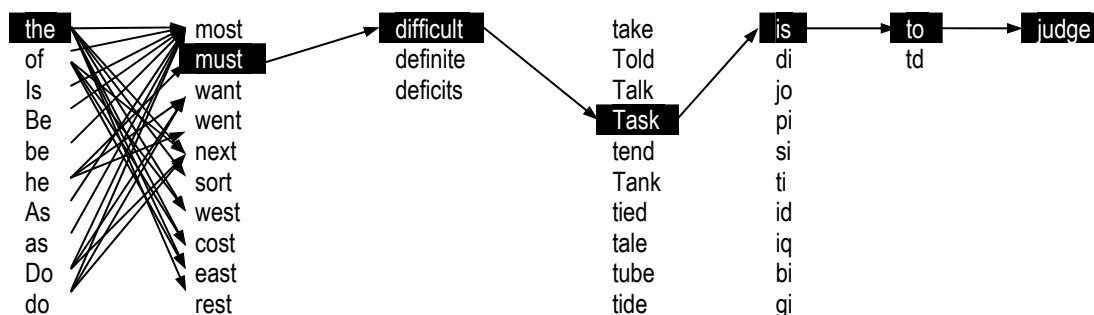 the
of
Is
Be
be
he
As
as
Do
do
most
must
want
went
next
sort
west
cost
east
rest
difficult
definite
deficits
take
Told
Talk
Task
tend
Tank
tied
tale
tube
tide
is
di
jo
pi
si
ti
id
iq
bi
gi
to
td
judge